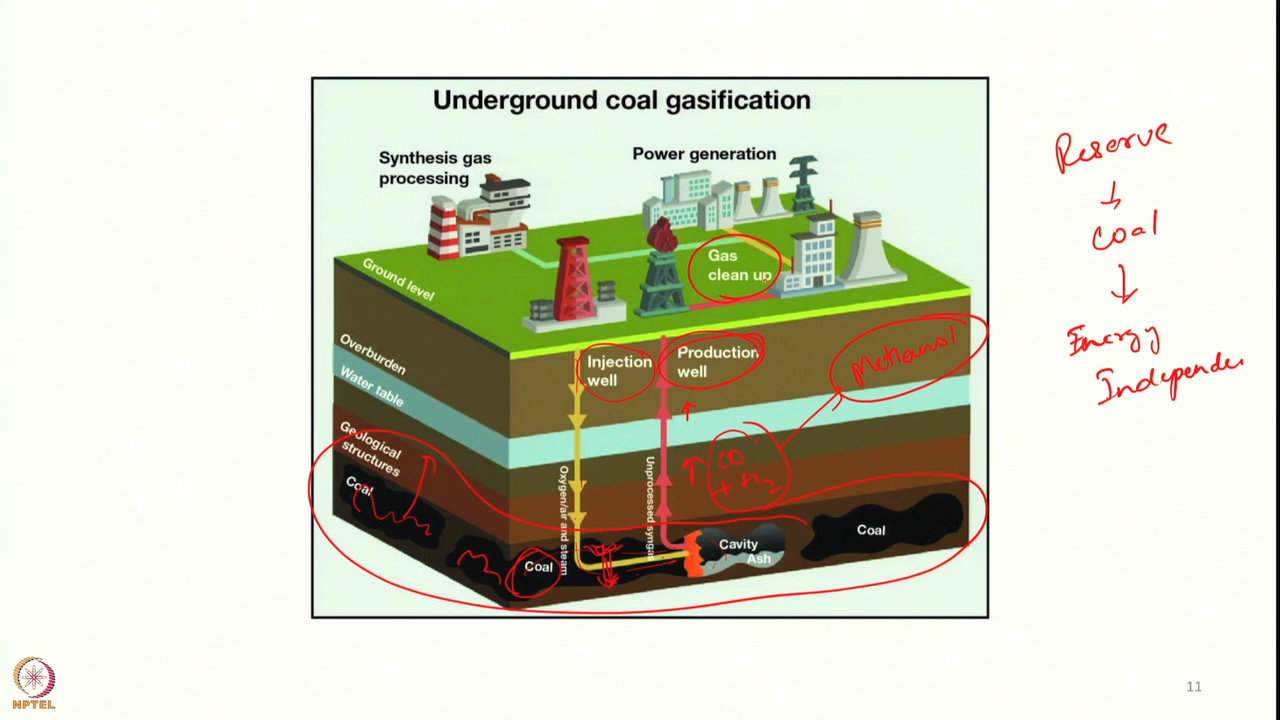 Underground coal gasification
Synthesis gas
processing
Power generation
Gas
clean up
Ground level
Injection
well
Production
well
Overburden
Water table
Geological
structures
Coal
Coal
Oxygen/air and steam
Unprocessed syngas
Cavity
Ash
Coal
CO
+ H2
Methanol
Reserve
Coal
Energy
Independe
NPTEL
11